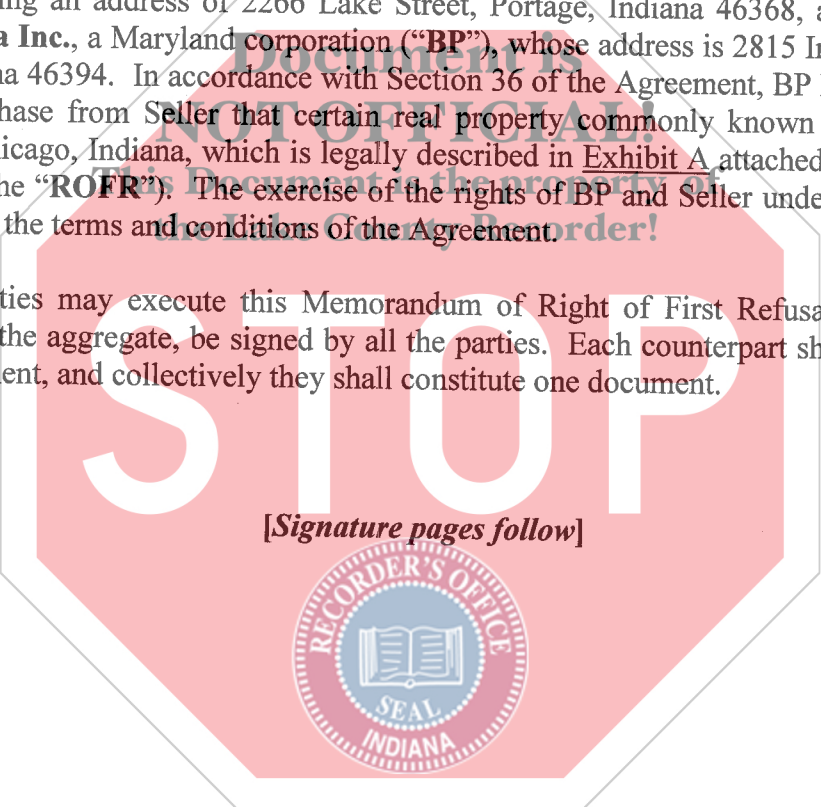 ng an address of 2266 Lake Street, Portage, Indiana 46368, a
a Inc., a Maryland corporation (“BP”), whose address is 2815 In
na 46394. In accordance with Section 36 of the Agreement, BP
hase from Seller that certain real property commonly known
icago, Indiana, which is legally described in Exhibit A attached
he “ROFR”). The exercise of the rights of BP and Seller unde
the terms and conditions of the Agreement.
Document is
NOT OFFICIAL!
This Document is the property of
the Lake County Recorder!
ties may execute this Memorandum of Right of First Refusa
the aggregate, be signed by all the parties. Each counterpart sh
ent, and collectively they shall constitute one document.
STOP
[Signature pages follow]
RECORDER'S OFFICE
SEAL
INDIANA